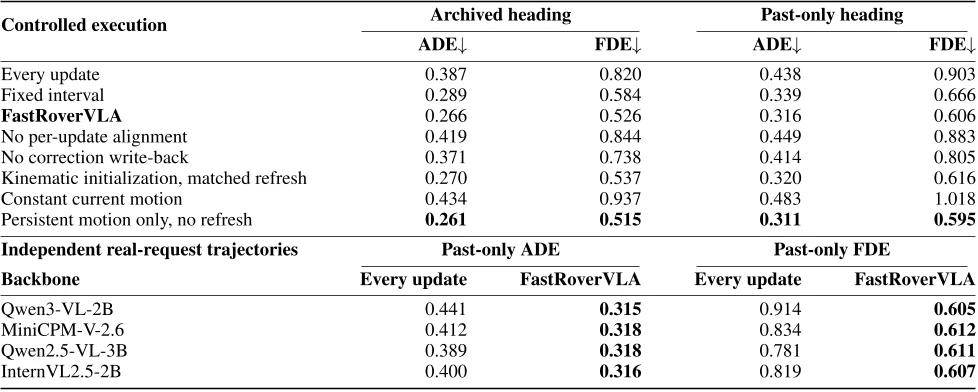 Controlled execution Archived heading Past-only heading
ADE↓ FDE↓ ADE↓ FDE↓
Every update 0.387 0.820 0.438 0.903
Fixed interval 0.289 0.584 0.339 0.666
FastRoverVLA 0.266 0.526 0.316 0.606
No per-update alignment 0.419 0.844 0.449 0.883
No correction write-back 0.371 0.738 0.414 0.805
Kinematic initialization, matched refresh 0.270 0.537 0.320 0.616
Constant current motion 0.434 0.937 0.483 1.018
Persistent motion only, no refresh 0.261 0.515 0.311 0.595
Independent real-request trajectories Past-only ADE Past-only FDE
Backbone Every update FastRoverVLA Every update FastRoverVLA
Qwen3-VL-2B 0.441 0.315 0.914 0.605
MiniCPM-V-2.6 0.412 0.318 0.834 0.612
Qwen2.5-VL-3B 0.389 0.318 0.781 0.611
InternVL2.5-2B 0.400 0.316 0.819 0.607